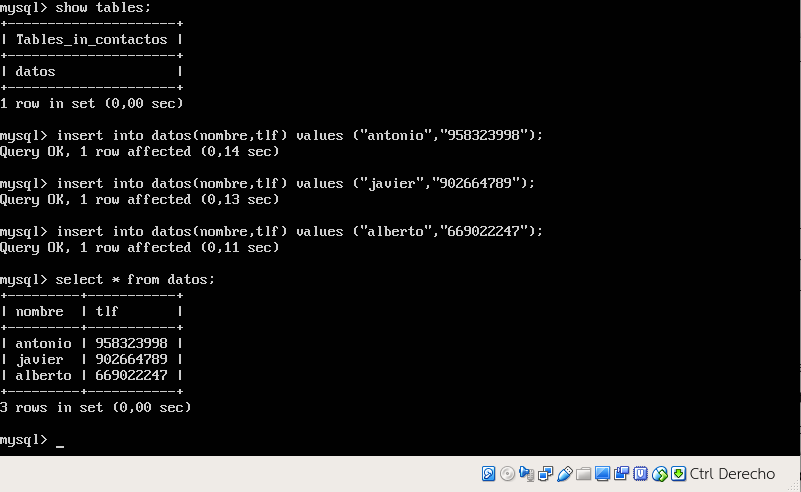 mysql> show tables;
+---------------------+
| Tables_in_contactos |
+---------------------+
| datos               |
+---------------------+
1 row in set (0,00 sec)
mysql> insert into datos(nombre,tlf) values ("antonio","958323998");
Query OK, 1 row affected (0,14 sec)
mysql> insert into datos(nombre,tlf) values ("javier","902664789");
Query OK, 1 row affected (0,13 sec)
mysql> insert into datos(nombre,tlf) values ("alberto","669022247");
Query OK, 1 row affected (0,11 sec)
mysql> select * from datos;
+---------+-----------+
| nombre  | tlf       |
+---------+-----------+
| antonio | 958323998 |
| javier  | 902664789 |
| alberto | 669022247 |
+---------+-----------+
3 rows in set (0,00 sec)
mysql> _
Ctrl Derecho